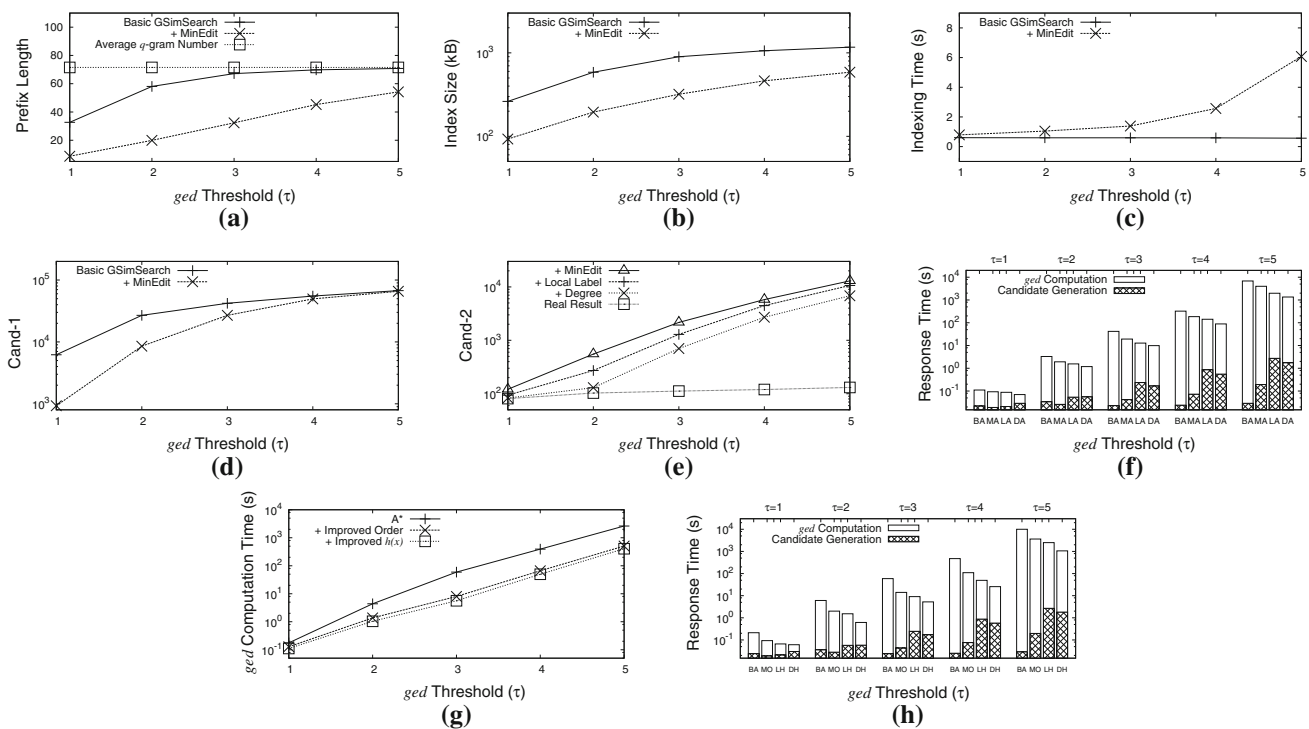 Basic GSimSearch
+ MinEdit
Average q-gram Number
Prefix Length
100
80
60
40
20
1 2 3 4 5
ged Threshold (τ)
(a)
Basic GSimSearch
+ MinEdit
Index Size (kB)
10^3
10^2
1 2 3 4 5
ged Threshold (τ)
(b)
Basic GSimSearch
+ MinEdit
Indexing Time (s)
8
6
4
2
0
1 2 3 4 5
ged Threshold (τ)
(c)
Basic GSimSearch
+ MinEdit
Cand-1
10^5
10^4
10^3
1 2 3 4 5
ged Threshold (τ)
(d)
+ MinEdit
+ Local Label
+ Degree
Real Result
Cand-2
10^4
10^3
10^2
1 2 3 4 5
ged Threshold (τ)
(e)
τ=1 τ=2 τ=3 τ=4 τ=5
ged Computation
Candidate Generation
Response Time (s)
10^4
10^3
10^2
10^1
10^0
10^-1
BA MA LA DA BA MA LA DA BA MA LA DA BA MA LA DA BA MA LA DA
ged Threshold (τ)
(f)
A*
+ Improved Order
+ Improved h(x)
ged Computation Time (s)
10^4
10^3
10^2
10^1
10^0
10^-1
1 2 3 4 5
ged Threshold (τ)
(g)
τ=1 τ=2 τ=3 τ=4 τ=5
ged Computation
Candidate Generation
Response Time (s)
10^4
10^3
10^2
10^1
10^0
10^-1
BA MO LH DH BA MO LH DH BA MO LH DH BA MO LH DH BA MO LH DH
ged Threshold (τ)
(h)